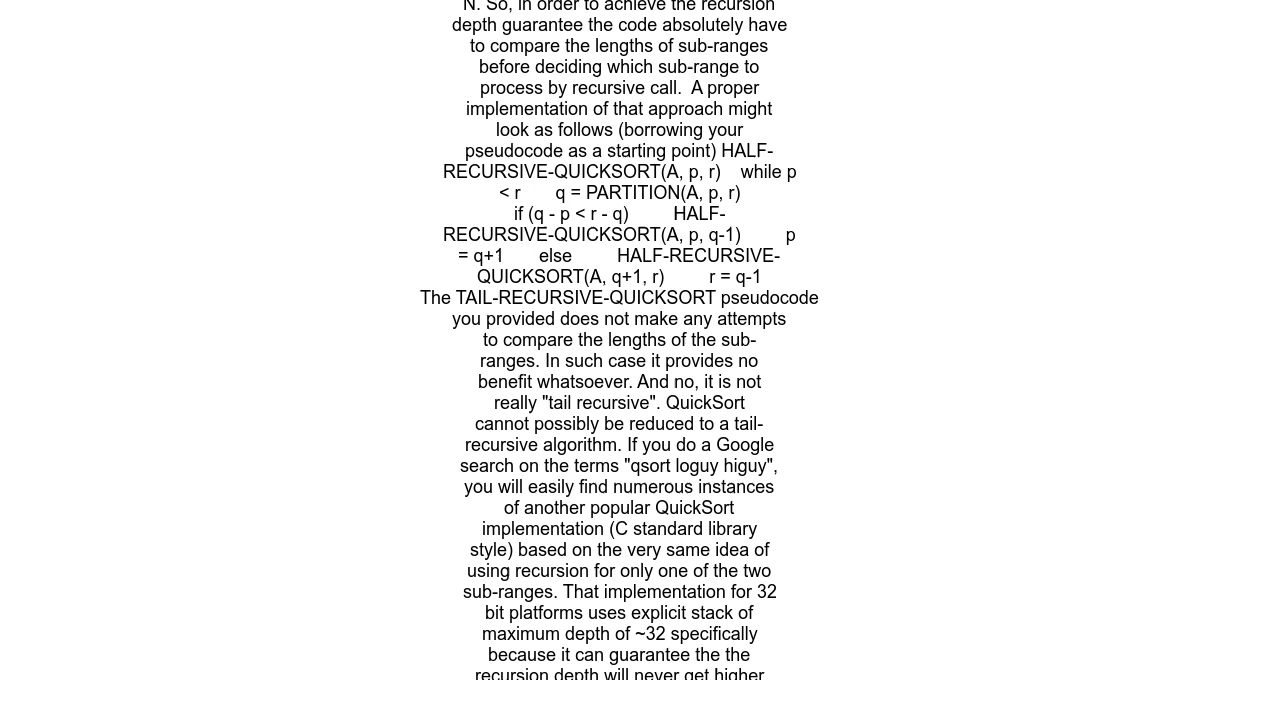 N. So, in order to achieve the recursion
depth guarantee the code absolutely have
to compare the lengths of sub-ranges
before deciding which sub-range to
process by recursive call.  A proper
implementation of that approach might
look as follows (borrowing your
pseudocode as a starting point) HALF-
RECURSIVE-QUICKSORT(A, p, r)    while p
< r       q = PARTITION(A, p, r)
if (q - p < r - q)         HALF-
RECURSIVE-QUICKSORT(A, p, q-1)         p
= q+1       else         HALF-RECURSIVE-
QUICKSORT(A, q+1, r)         r = q-1
The TAIL-RECURSIVE-QUICKSORT pseudocode
you provided does not make any attempts
to compare the lengths of the sub-
ranges. In such case it provides no
benefit whatsoever. And no, it is not
really "tail recursive". QuickSort
cannot possibly be reduced to a tail-
recursive algorithm. If you do a Google
search on the terms "qsort loguy higuy",
you will easily find numerous instances
of another popular QuickSort
implementation (C standard library
style) based on the very same idea of
using recursion for only one of the two
sub-ranges. That implementation for 32
bit platforms uses explicit stack of
maximum depth of ~32 specifically
because it can guarantee the the
recursion depth will never get higher